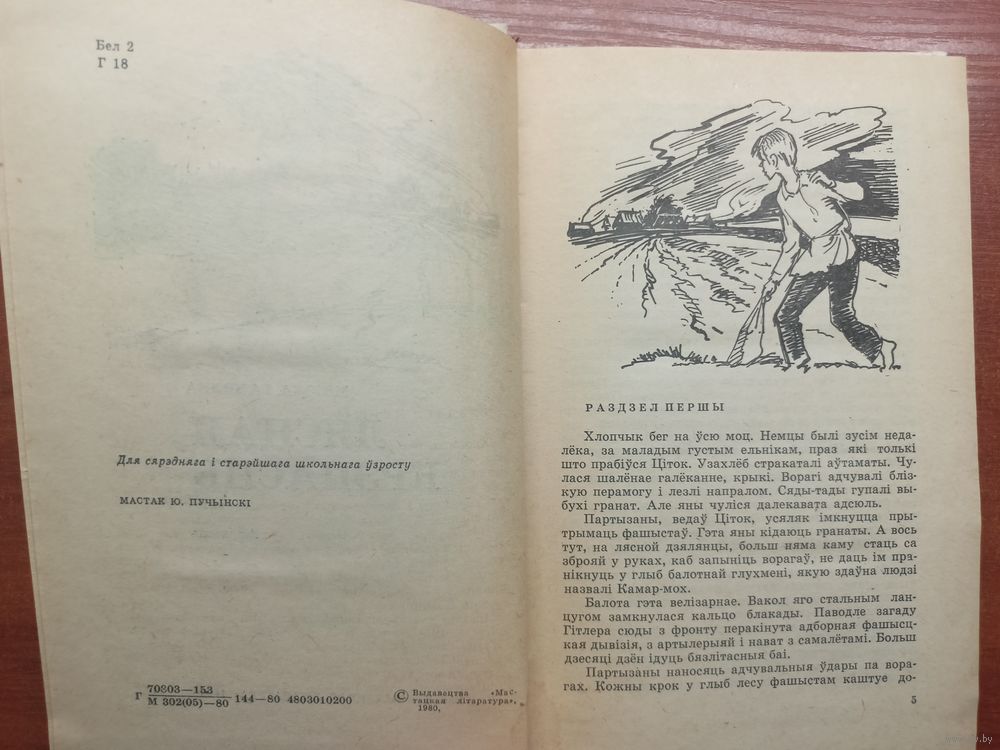 Бел 2
Г 18
Для сярэдняга і старэйшага школьнага ўзросту
МАСТАК Ю. ПУЧЫНСКІ
Г 70803—153
М 302(05)—80 144—80 4803010200
© Выдавецтва «Мас-
тацкая літаратура»,
1980,
РАЗДЗЕЛ ПЕРШЫ
Хлопчык бег на ўсю моц. Немцы былі зусім неда-
лёка, за маладым густым ельнікам, праз які толькі
што прабіўся Ціток. Узахлёб стракаталі аўтаматы. Чу-
лася шалёнае галёканне, крыкі. Ворагі адчувалі бліз-
кую перамогу і лезлі напралом. Сяды-тады гупалі вы-
бухі гранат. Але яны чуліся далекавата адсюль.
Партызаны, ведаў Ціток, усяляк імкнуцца пры-
трымаць фашыстаў. Гэта яны кідаюць гранаты. А вось
тут, на лясной дзялянцы, больш няма каму стаць са
зброяй у руках, каб запыніць ворагаў, не даць ім пра-
нікнуць у глыб балотнай глухмені, якую здаўна людзі
назвалі Камар-мох.
Балота гэта велізарнае. Вакол яго стальным лан-
цугом замкнулася кальцо блакады. Паводле загаду
Гітлера сюды з фронту перакінута адборная фашысц-
кая дывізія, з артылерыяй і нават з самалётамі. Больш
дзесяці дзён ідуць бязлітасныя баі.
Партызаны наносяць адчувальныя ўдары па вора-
гах. Кожны крок у глыб лесу фашыстам каштуе до-
5